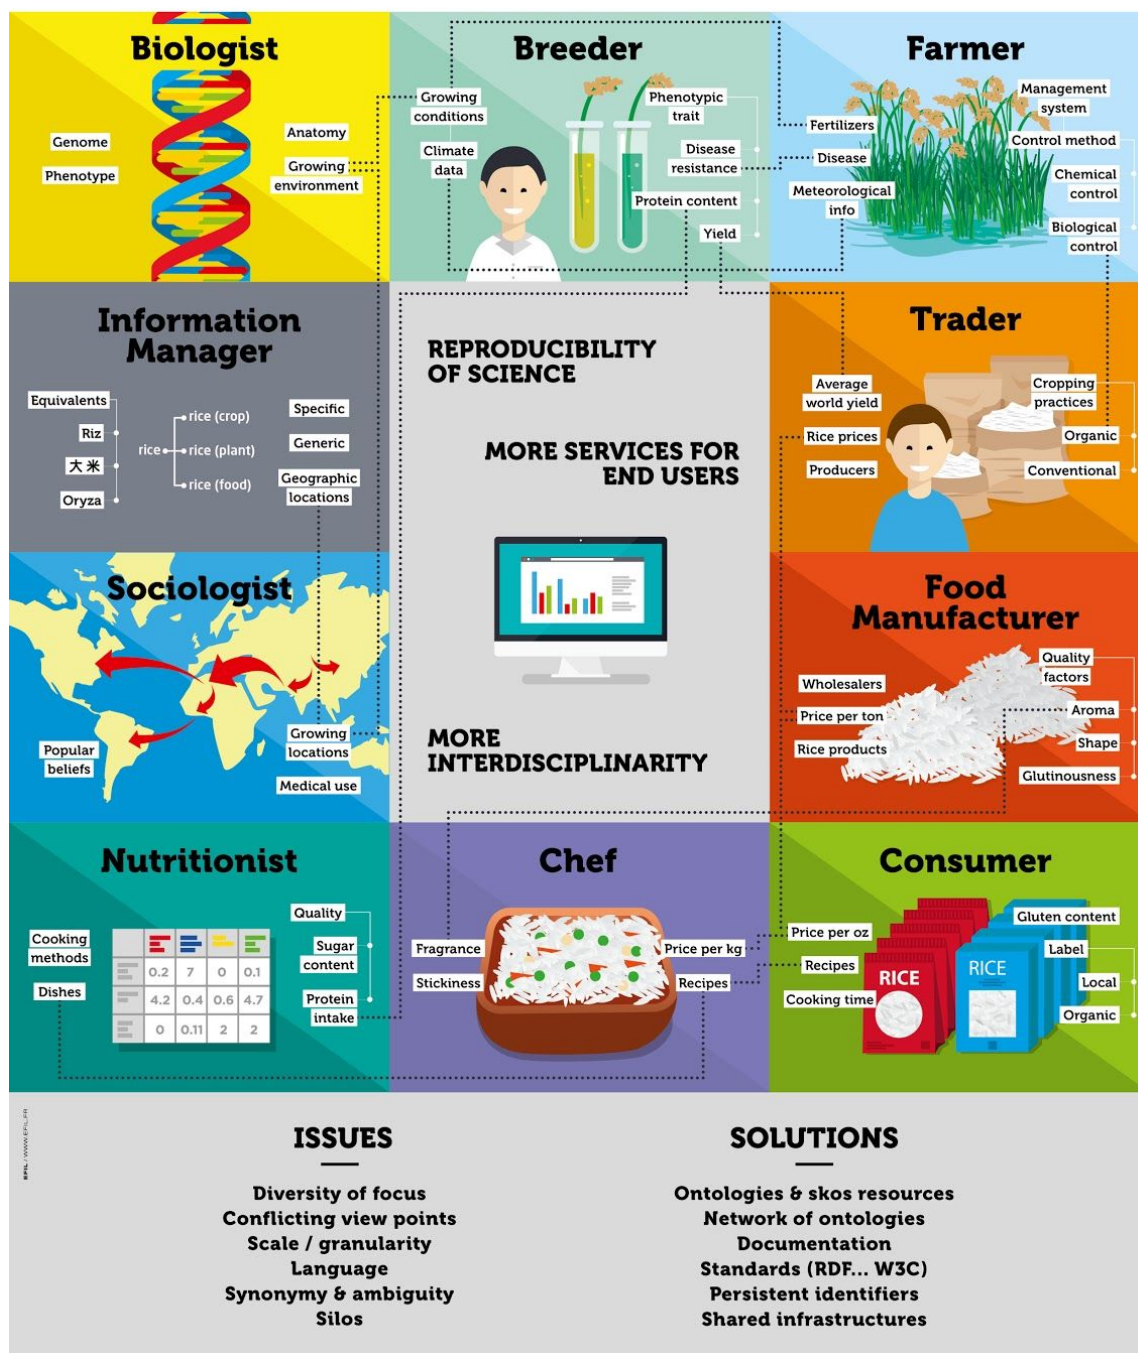 Biologist
Genome
Phenotype
Anatomy
Growing
environment
Breeder
Growing
conditions
Climate
data
Phenotypic
trait
Disease
resistance
Protein content
Yield
Farmer
Fertilizers
Disease
Meteorological
info
Management
system
Control method
Chemical
control
Biological
control
Information
Manager
Equivalents
Riz
大米
Oryza
rice
rice (crop)
rice (plant)
rice (food)
Specific
Generic
Geographic
locations
REPRODUCIBILITY
OF SCIENCE
MORE SERVICES FOR
END USERS
MORE
INTERDISCIPLINARITY
Trader
Average
world yield
Rice prices
Producers
Cropping
practices
Organic
Conventional
Sociologist
Popular
beliefs
Growing
locations
Medical use
Food
Manufacturer
Wholesalers
Price per ton
Rice products
Quality
factors
Aroma
Shape
Glutinousness
Nutritionist
Cooking
methods
Dishes
0.2 7 0 0.1
4.2 0.4 0.6 4.7
0 0.11 2 2
Quality
Sugar
content
Protein
intake
Chef
Fragrance
Stickiness
Price per kg
Recipes
Consumer
Price per oz
Recipes
Cooking time
RICE
RICE
Gluten content
Label
Local
Organic
EFIL / WWW.EFIL.FR
ISSUES
Diversity of focus
Conflicting view points
Scale / granularity
Language
Synonymy & ambiguity
Silos
SOLUTIONS
Ontologies & skos resources
Network of ontologies
Documentation
Standards (RDF... W3C)
Persistent identifiers
Shared infrastructures